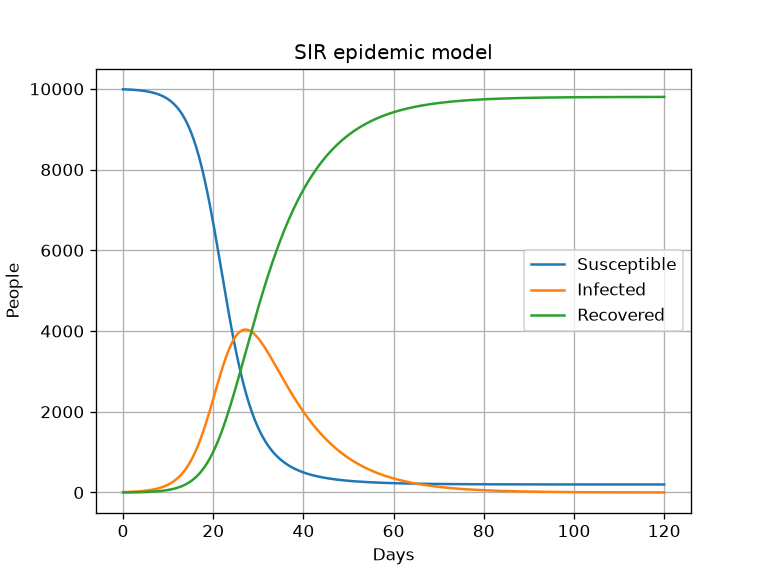 SIR epidemic model
10000
8000
6000
4000
2000
0
People
Susceptible
Infected
Recovered
0 20 40 60 80 100 120
Days